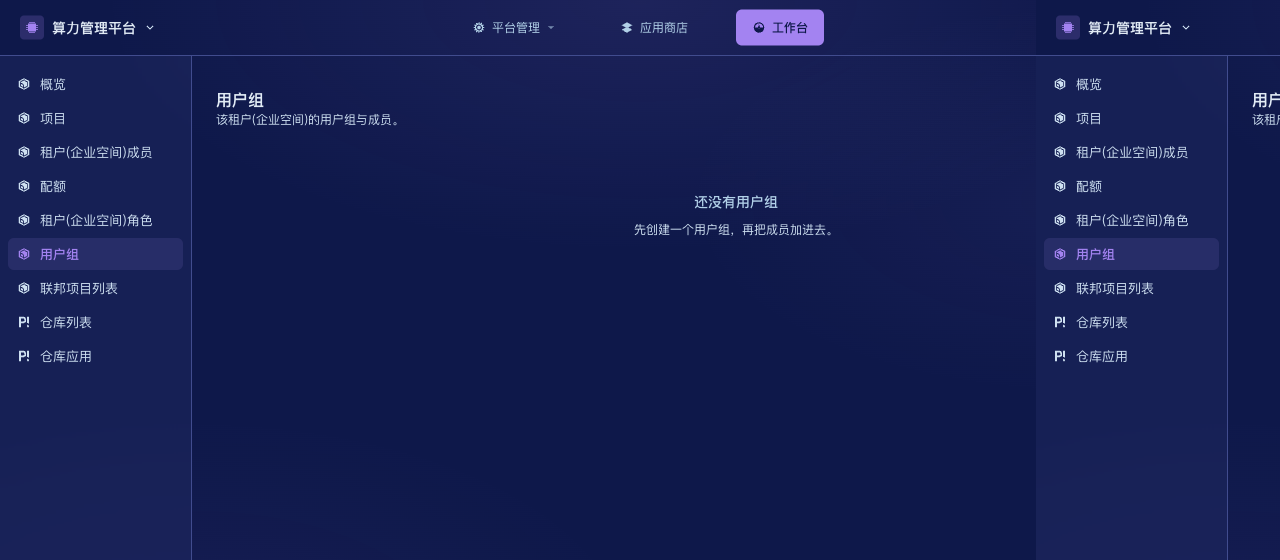 算力管理平台
平台管理
应用商店
工作台
概览
项目
租户(企业空间)成员
配额
租户(企业空间)角色
用户组
联邦项目列表
P! 仓库列表
P! 仓库应用
用户组
该租户(企业空间)的用户组与成员。
还没有用户组
先创建一个用户组，再把成员加进去。
算力管理平台
概览
项目
租户(企业空间)成员
配额
租户(企业空间)角色
用户组
联邦项目列表
P! 仓库列表
P! 仓库应用
用户
该租